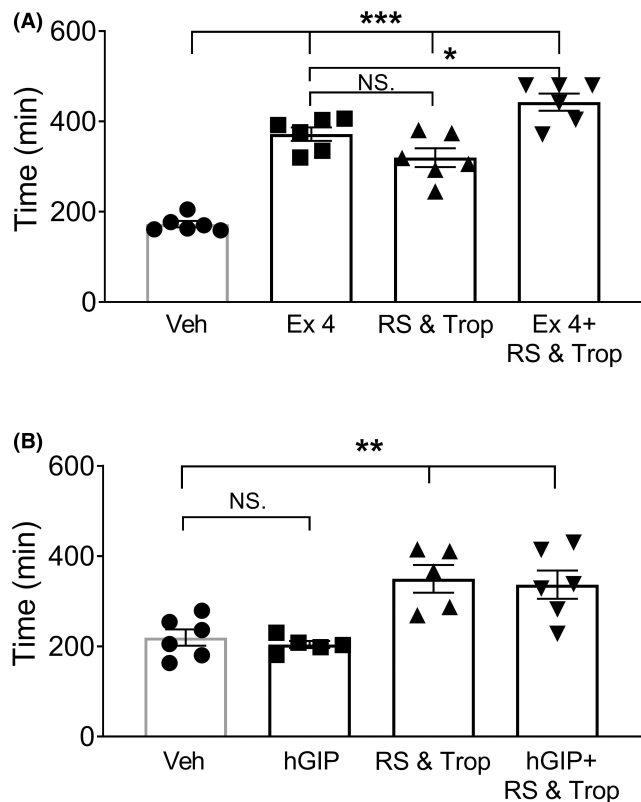 (A)
***
*
NS.
Time (min)
600
400
200
0
Veh
Ex 4
RS & Trop
Ex 4+
RS & Trop
(B)
**
NS.
Time (min)
600
400
200
0
Veh
hGIP
RS & Trop
hGIP+
RS & Trop